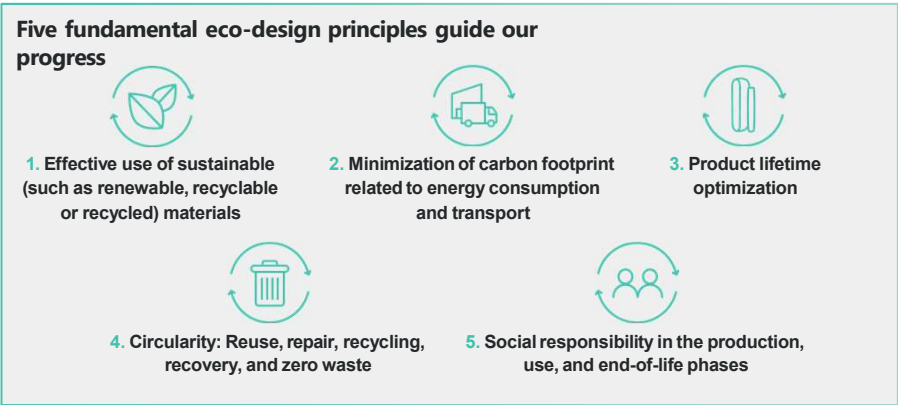 Five fundamental eco-design principles guide our
progress
1. Effective use of sustainable
(such as renewable, recyclable
or recycled) materials
2. Minimization of carbon footprint
related to energy consumption
and transport
3. Product lifetime
optimization
4. Circularity: Reuse, repair, recycling,
recovery, and zero waste
5. Social responsibility in the production,
use, and end-of-life phases